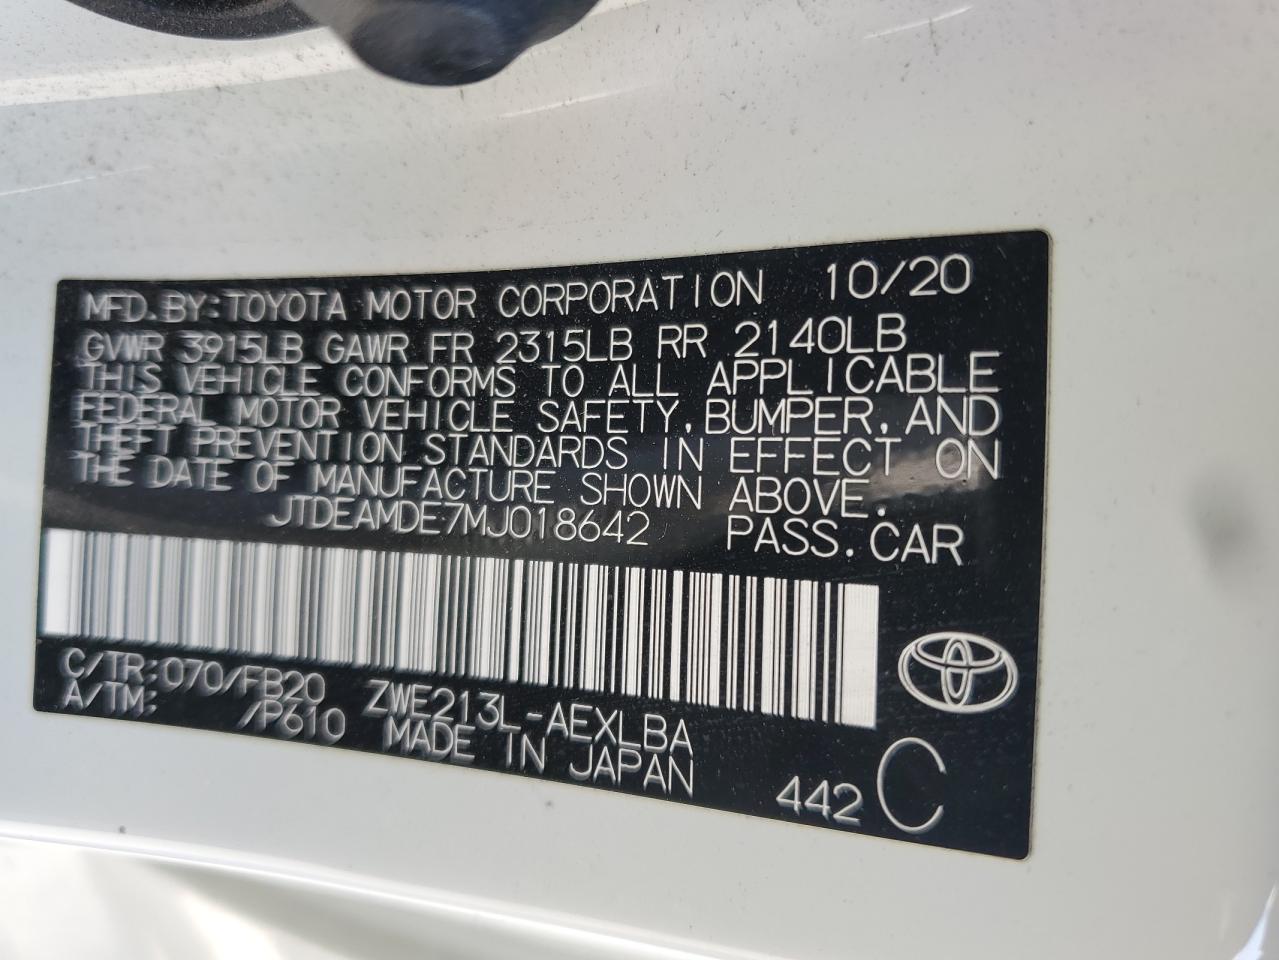 MFD. BY: TOYOTA MOTOR CORPORATION 10/20
GVWR 3915LB GAWR FR 2315LB RR 2140LB
THIS VEHICLE CONFORMS TO ALL APPLICABLE
FEDERAL MOTOR VEHICLE SAFETY, BUMPER, AND
THEFT PREVENTION STANDARDS IN EFFECT ON
THE DATE OF MANUFACTURE SHOWN ABOVE.
JTDEAMDE7MJ018642 PASS. CAR
C/TR: 070/FB20 ZWE213L-AEXLBA
A/TM: /P610 MADE IN JAPAN
442 C